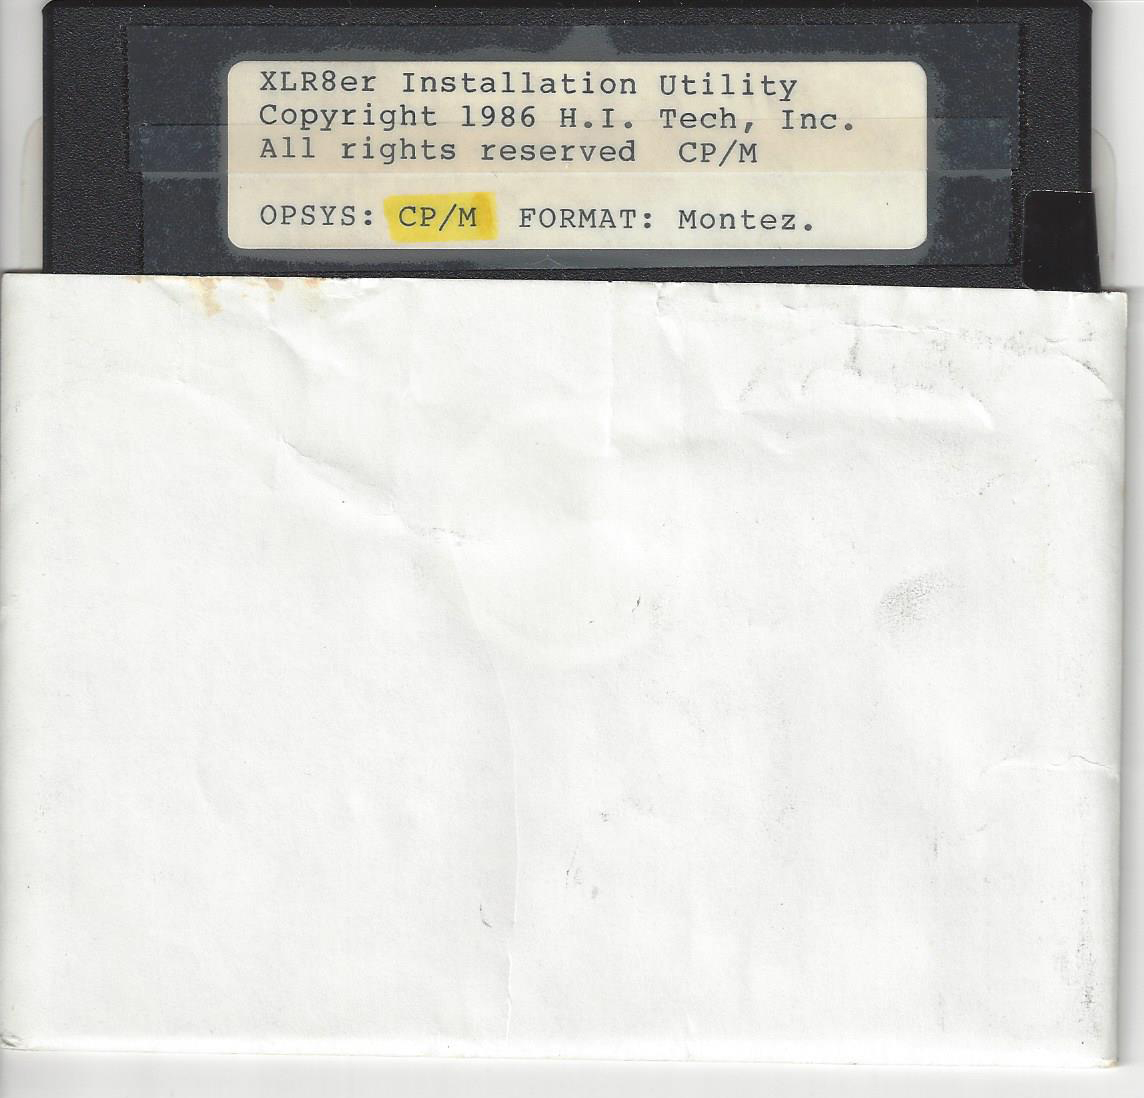 XLR8er Installation Utility
Copyright 1986 H.I. Tech, Inc.
All rights reserved  CP/M
OPSYS: CP/M  FORMAT: Montez.